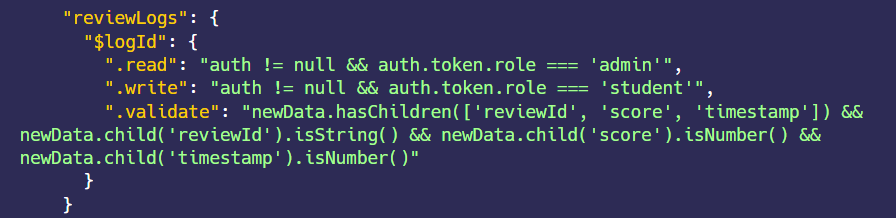 "reviewLogs": {
"$logId": {
".read": "auth != null && auth.token.role === 'admin'",
".write": "auth != null && auth.token.role === 'student'",
".validate": "newData.hasChildren(['reviewId', 'score', 'timestamp']) &&
newData.child('reviewId').isString() && newData.child('score').isNumber() &&
newData.child('timestamp').isNumber()"
}
}